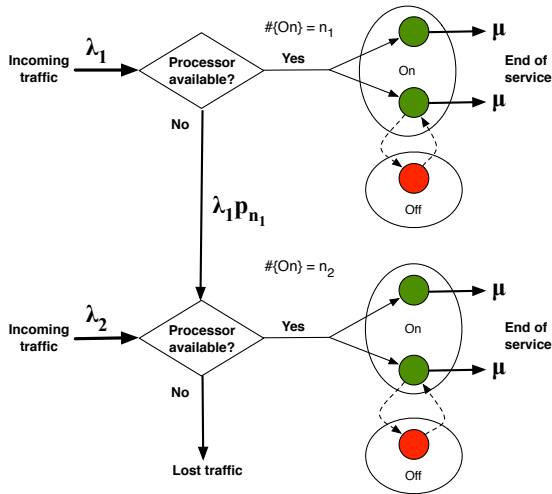 #{On} = n₁
λ₁
Incoming
traffic
Processor
available?
Yes
On
μ
End of
service
μ
No
Off
λ₁pₙ₁
#{On} = n₂
λ₂
Incoming
traffic
Processor
available?
Yes
On
μ
End of
service
μ
No
Off
Lost traffic